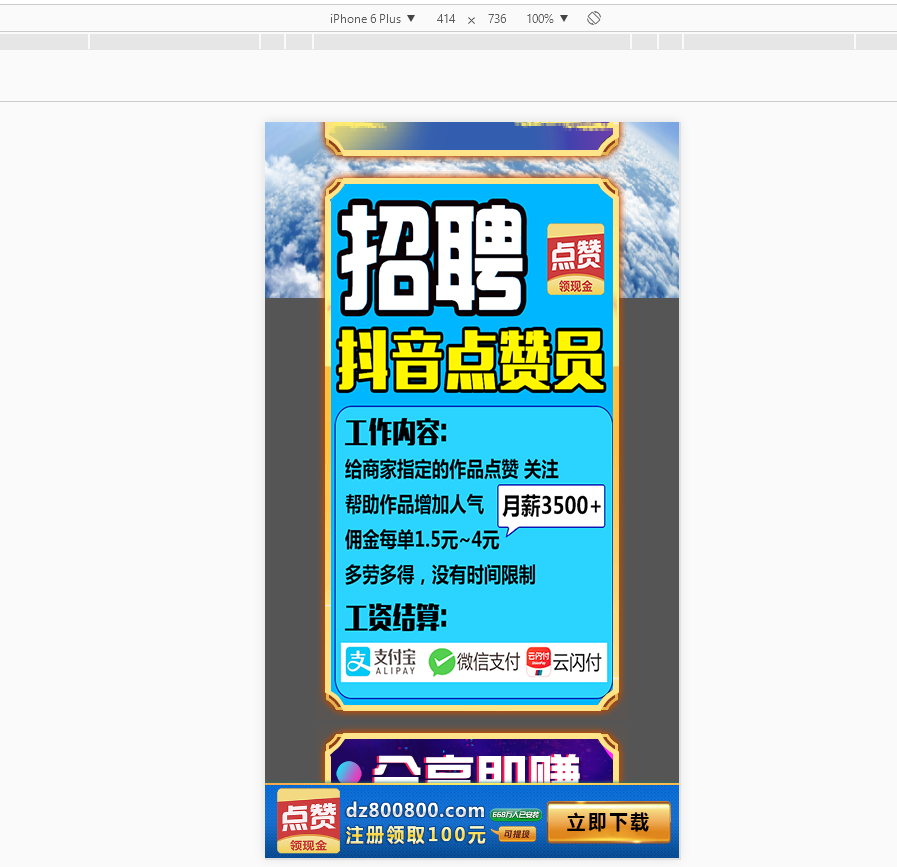 iPhone 6 Plus ▼ 414 × 736 100% ▼
招聘
点赞
领现金
抖音点赞员
工作内容:
给商家指定的作品点赞 关注
帮助作品增加人气
月薪3500+
佣金每单1.5元~4元
多劳多得，没有时间限制
工资结算:
支付宝
ALIPAY
微信支付
云闪付
云闪付
分享即赚
点赞
领现金
dz800800.com
668万人已安装
注册领取100元
可提现
立即下载